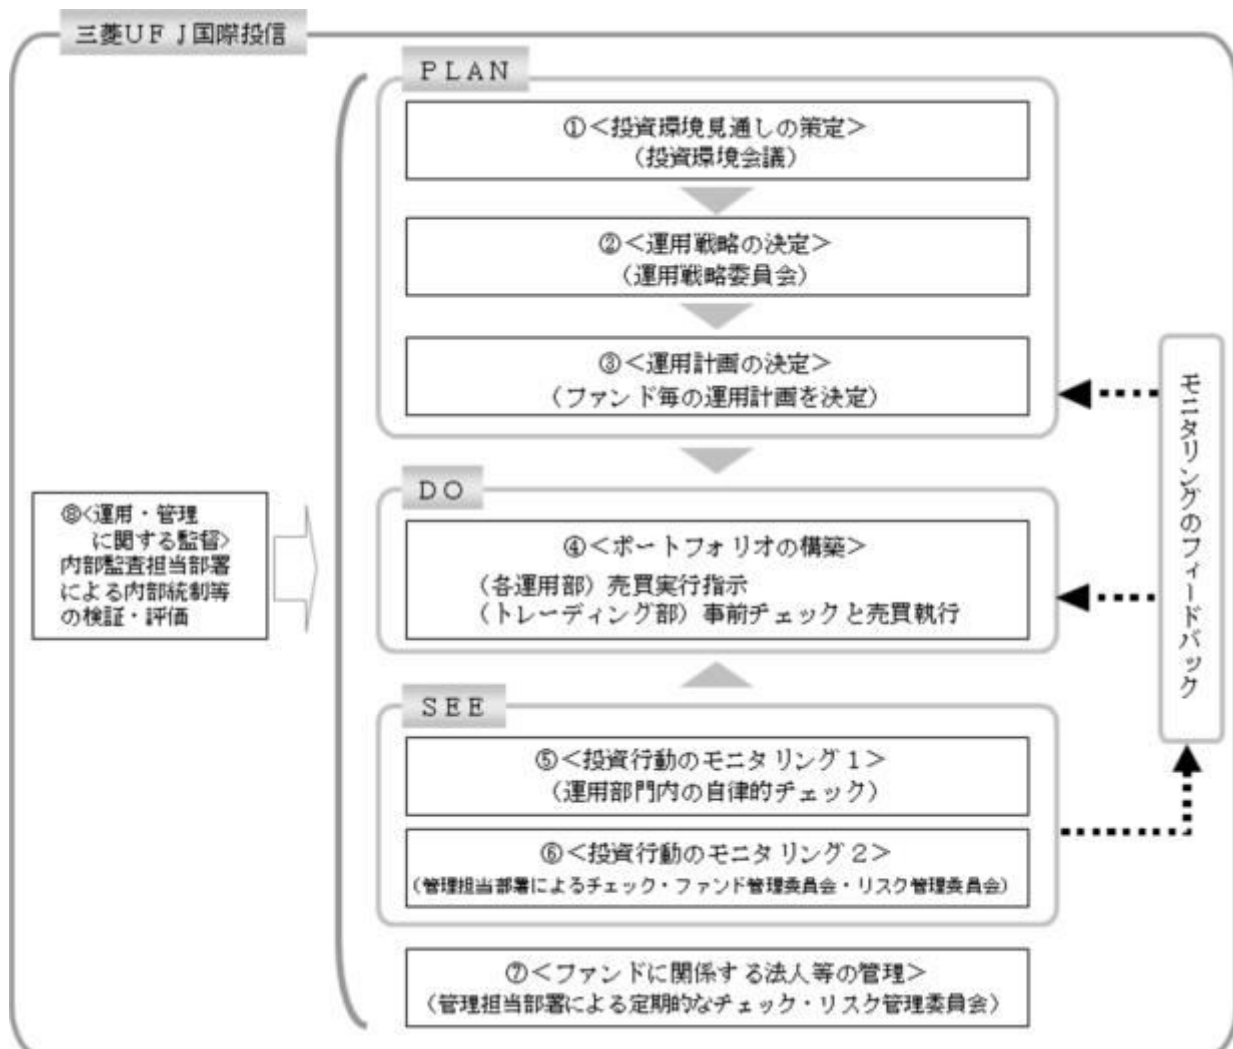 三菱ＵＦＪ国際投信
ＰＬＡＮ
①＜投資環境見通しの策定＞
（投資環境会議）
②＜運用戦略の決定＞
（運用戦略委員会）
③＜運用計画の決定＞
（ファンド毎の運用計画を決定）
ＤＯ
④＜ポートフォリオの構築＞
（各運用部）売買実行指示
（トレーディング部）事前チェックと売買執行
ＳＥＥ
⑤＜投資行動のモニタリング１＞
（運用部門内の自律的チェック）
⑥＜投資行動のモニタリング２＞
（管理担当部署によるチェック・ファンド管理委員会・リスク管理委員会）
⑦＜ファンドに関係する法人等の管理＞
（管理担当部署による定期的なチェック・リスク管理委員会）
⑧＜運用・管理
に関する監督＞
内部監査担当部署
による内部統制等
の検証・評価
モニタリングのフィードバック